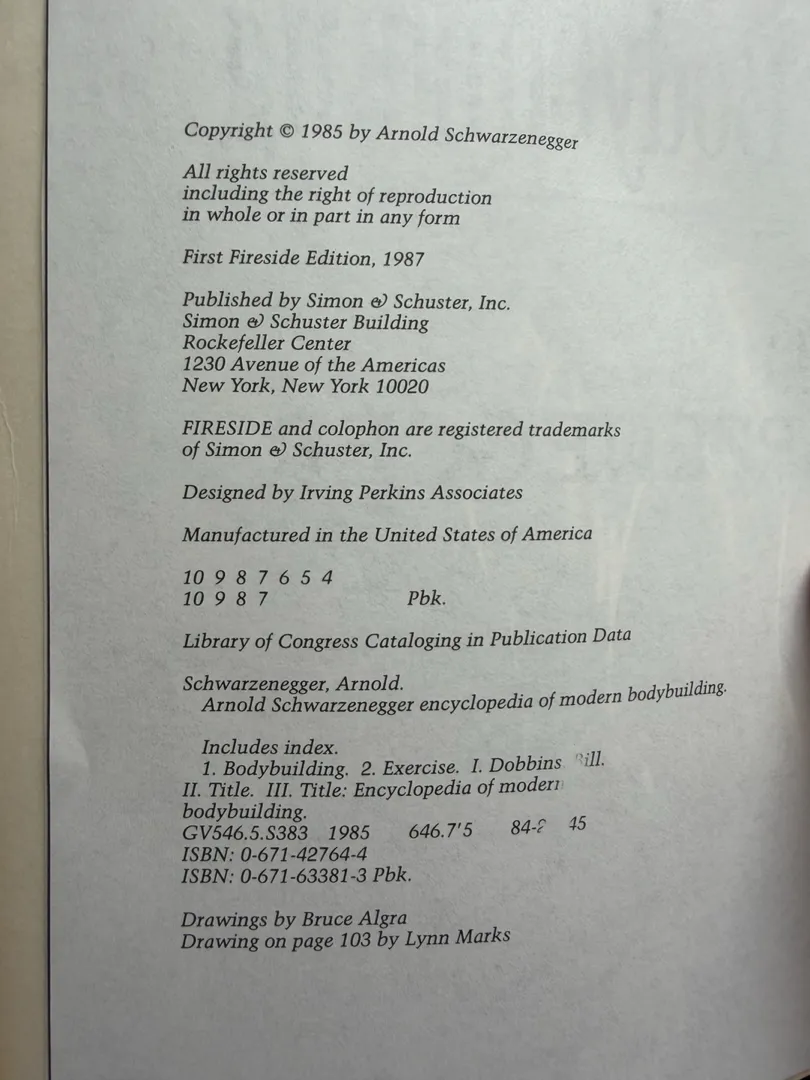 Copyright © 1985 by Arnold Schwarzenegger
All rights reserved
including the right of reproduction
in whole or in part in any form
First Fireside Edition, 1987
Published by Simon & Schuster, Inc.
Simon & Schuster Building
Rockefeller Center
1230 Avenue of the Americas
New York, New York 10020
FIRESIDE and colophon are registered trademarks
of Simon & Schuster, Inc.
Designed by Irving Perkins Associates
Manufactured in the United States of America
10 9 8 7 6 5 4
10 9 8 7 Pbk.
Library of Congress Cataloging in Publication Data
Schwarzenegger, Arnold.
Arnold Schwarzenegger encyclopedia of modern bodybuilding.
Includes index.
1. Bodybuilding. 2. Exercise. I. Dobbins
II. Title. III. Title: Encyclopedia of modern
bodybuilding.
GV546.5.S383 1985 646.7'5
ISBN: 0-671-42764-4
ISBN: 0-671-63381-3 Pbk.
Drawings by Bruce Algra
Drawing on page 103 by Lynn Marks